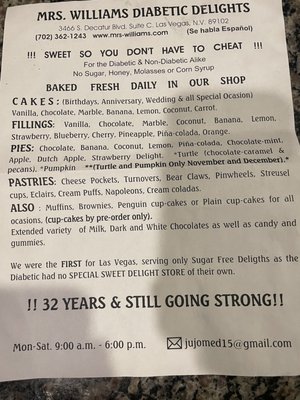 MRS. WILLIAMS DIABETIC DELIGHTS
3466 S. Decatur Blvd, Suite C. Las Vegas, N.V. 89102
(702) 362-1243 www.mrs-williams.com (Se habla Español)
!!! SWEET SO YOU DON'T HAVE TO CHEAT !!!
For the Diabetic & Non-Diabetic Alike
No Sugar, Honey, Molasses or Corn Syrup
BAKED FRESH DAILY IN OUR SHOP
CAKES: (Birthdays, Anniversary, Wedding & all Special Ocasion)
Vanilla, Chocolate, Marble, Banana, Lemon, Coconut, Carrot.
FILLINGS: Vanilla, Chocolate, Marble, Coconut, Banana, Lemon,
Strawberry, Blueberry, Cherry, Pineapple, Piña-colada, Orange.
PIES: Chocolate, Banana, Coconut, Lemon, Piña-colada, Chocolate-mint,
Apple, Dutch Apple, Strawberry Delight. *Turtle (chocolate-caramel &
pecans), *Pumpkin **(Turtle and Pumpkin Only November and December).*
PASTRIES: Cheese Pockets, Turnovers, Bear Claws, Pinwheels, Streusel
cups, Eclairs, Cream Puffs, Napoleons, Cream coladas.
ALSO : Muffins, Brownies, Penguin cup-cakes or Plain cup-cakes for all
ocasions, (cup-cakes by pre-order only).
Extended variety of Milk, Dark and White Chocolates as well as candy and
gummies.
We were the FIRST for Las Vegas, serving only Sugar Free Deligths as the
Diabetic had no SPECIAL SWEET DELIGHT STORE of their own.
!! 32 YEARS & STILL GOING STRONG!!
Mon-Sat. 9:00 a.m. - 6:00 p.m. jujomed15@gmail.com